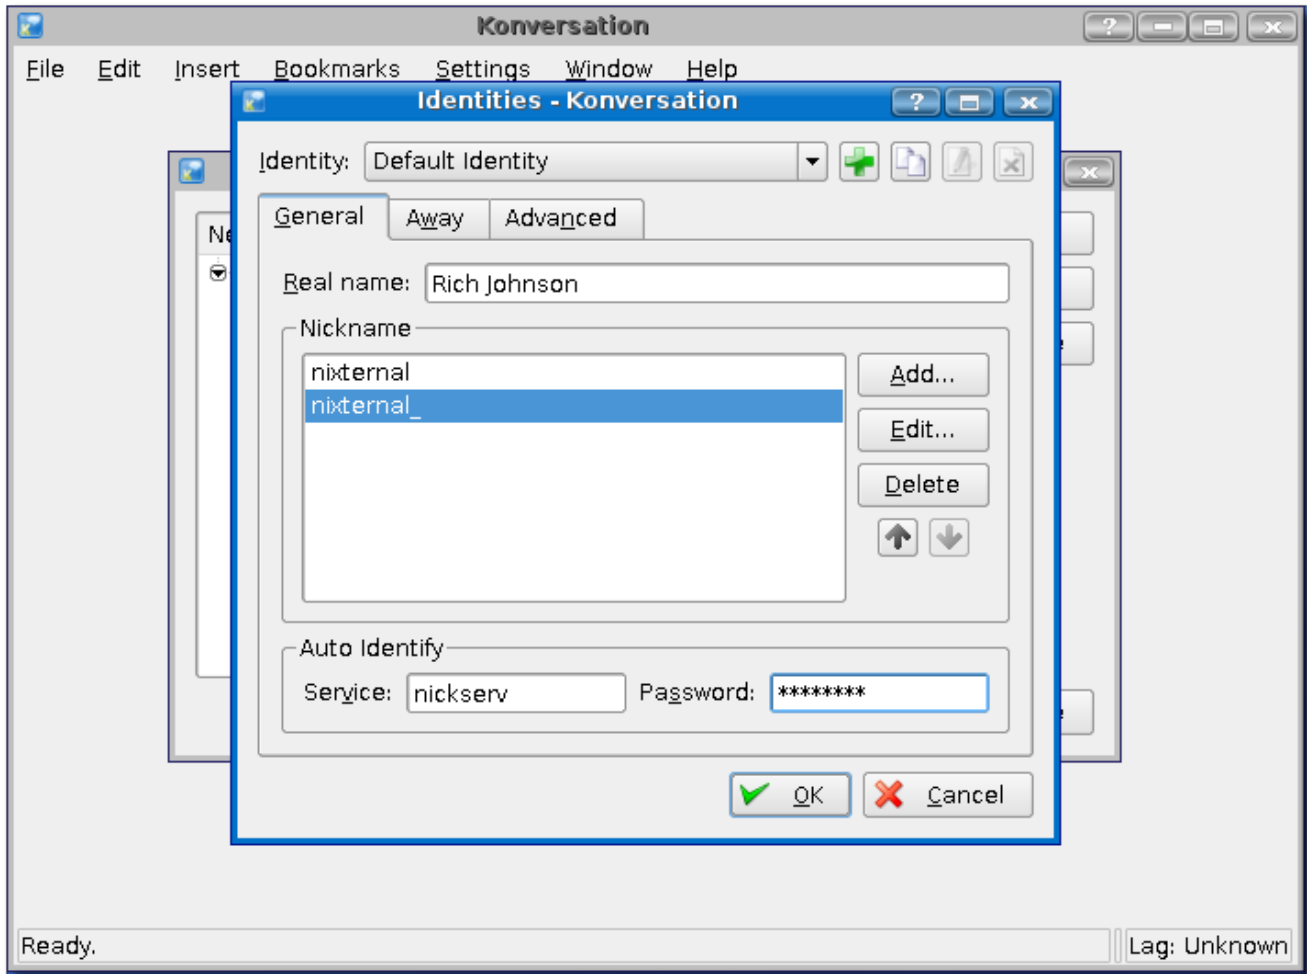 Konversation
File Edit Insert Bookmarks Settings Window Help
Identities - Konversation
Identity: Default Identity
General Away Advanced
Real name: Rich Johnson
Nickname
nixternal
nixternal_
Add...
Edit...
Delete
Auto Identify
Service: nickserv Password: ********
OK Cancel
Ready. Lag: Unknown